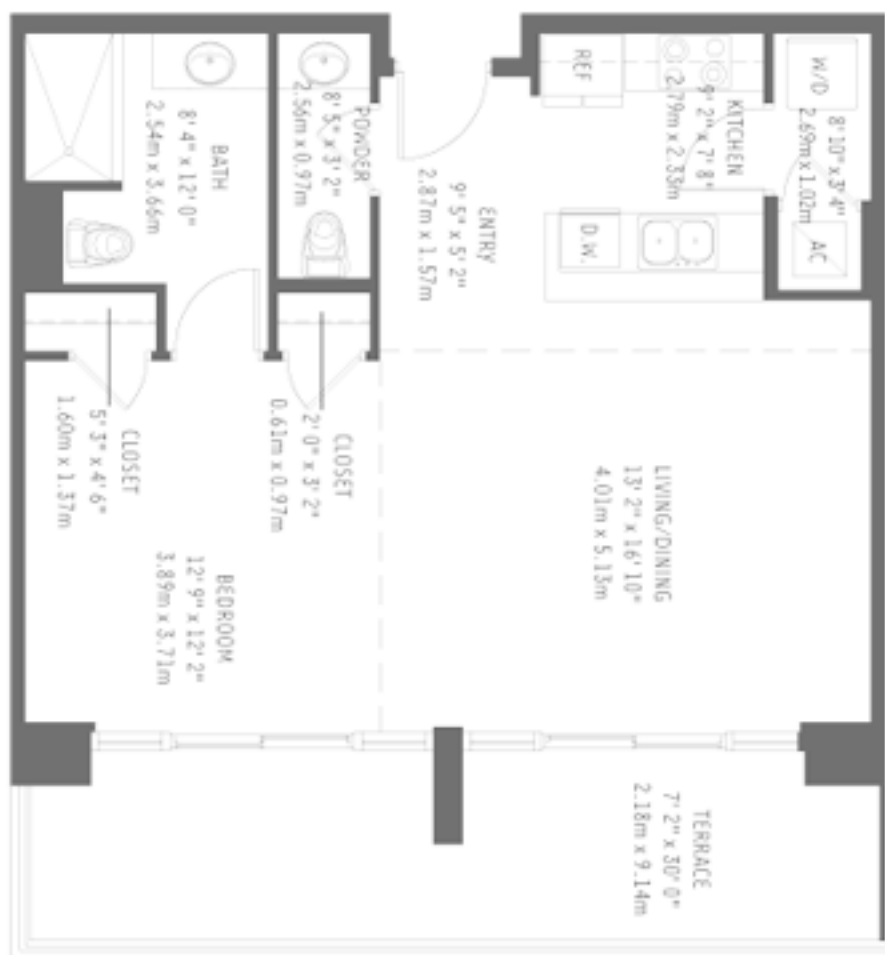 BATH
8' 4" x 12' 0"
2.54m x 3.66m
POWDER
8' 5" x 3' 2"
2.56m x 0.97m
ENTRY
9' 5" x 5' 2"
2.87m x 1.57m
REF
KITCHEN
9' 2" x 7' 8"
2.79m x 2.33m
D.W.
W/D
8' 10" x 3' 4"
2.69m x 1.02m
AC
CLOSET
5' 3" x 4' 6"
1.60m x 1.37m
CLOSET
2' 0" x 3' 2"
0.61m x 0.97m
LIVING/DINING
13' 2" x 16' 10"
4.01m x 5.13m
BEDROOM
12' 9" x 12' 2"
3.89m x 3.71m
TERRACE
7' 2" x 30' 0"
2.18m x 9.14m